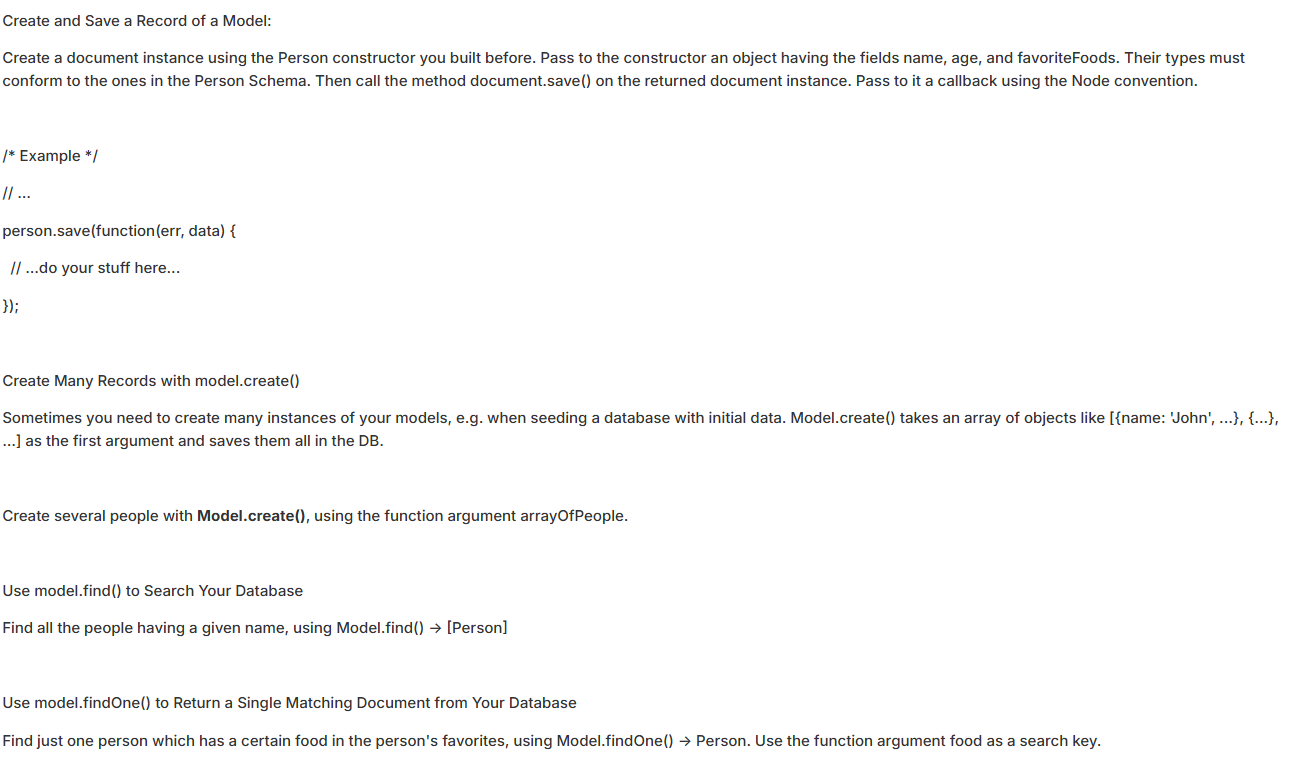 Create and Save a Record of a Model:
Create a document instance using the Person constructor you built before. Pass to the constructor an object having the fields name, age, and favoriteFoods. Their types must
conform to the ones in the Person Schema. Then call the method document.save() on the returned document instance. Pass to it a callback using the Node convention.
/* Example */
// ...
person.save(function(err, data) {
// ...do your stuff here...
});
Create Many Records with model.create()
Sometimes you need to create many instances of your models, e.g. when seeding a database with initial data. Model.create() takes an array of objects like [{name: 'John', ...}, {...},
...] as the first argument and saves them all in the DB.
Create several people with Model.create(), using the function argument arrayOfPeople.
Use model.find() to Search Your Database
Find all the people having a given name, using Model.find() -> [Person]
Use model.findOne() to Return a Single Matching Document from Your Database
Find just one person which has a certain food in the person's favorites, using Model.findOne() -> Person. Use the function argument food as a search key.